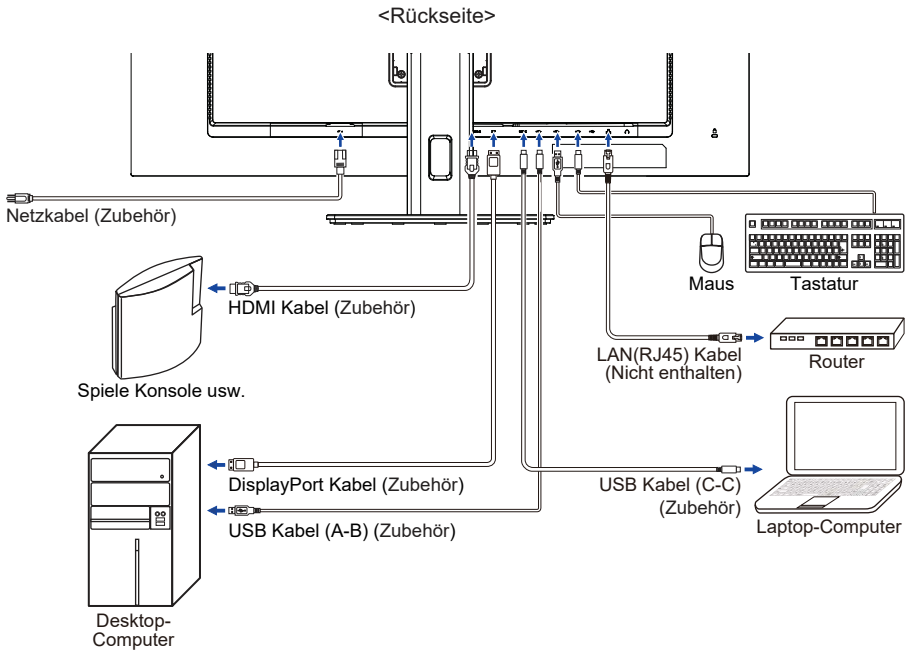 <Rückseite>
Netzkabel (Zubehör)
Maus
Tastatur
HDMI Kabel (Zubehör)
Spiele Konsole usw.
LAN(RJ45) Kabel
(Nicht enthalten)
Router
DisplayPort Kabel (Zubehör)
USB Kabel (A-B) (Zubehör)
USB Kabel (C-C)
(Zubehör)
Laptop-Computer
Desktop-
Computer